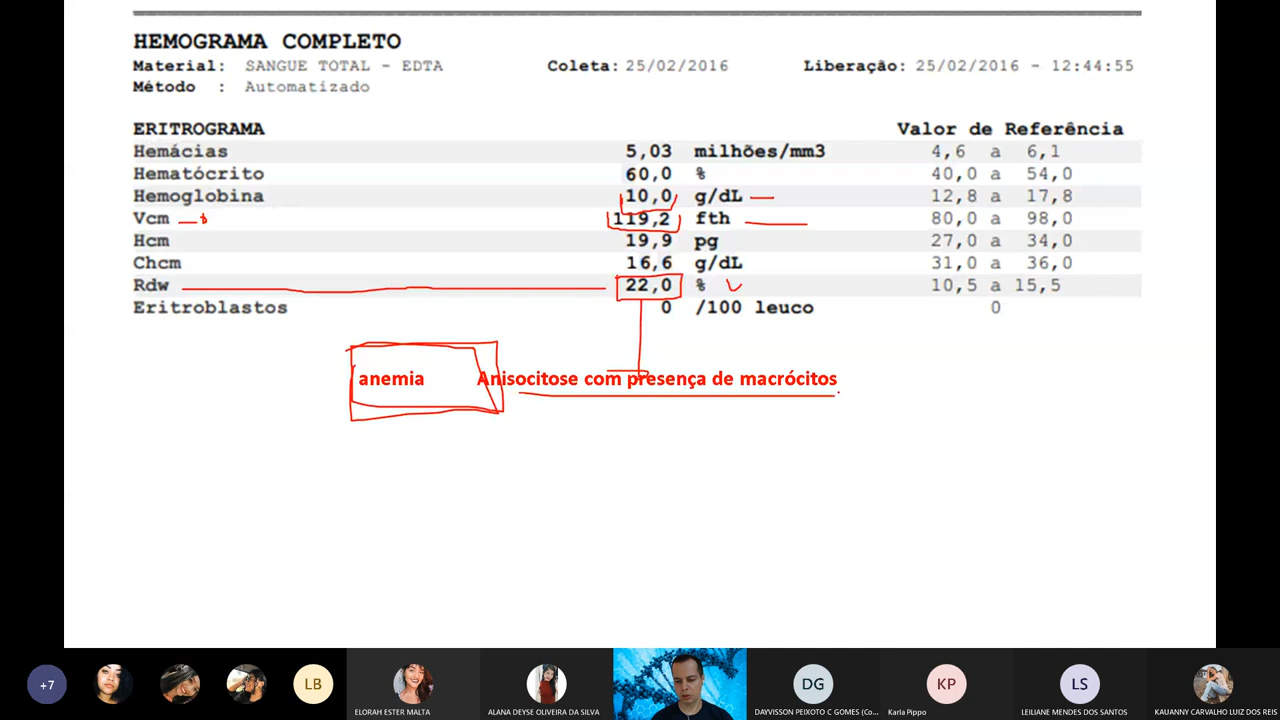 HEMOGRAMA COMPLETO
Material: SANGUE TOTAL - EDTA Coleta: 25/02/2016 Liberação: 25/02/2016 - 12:44:55
Método : Automatizado
ERITROGRAMA Valor de Referência
Hemácias 5,03 milhões/mm3 4,6 a 6,1
Hematócrito 60,0 % 40,0 a 54,0
Hemoglobina 10,0 g/dL 12,8 a 17,8
Vcm 119,2 fth 80,0 a 98,0
Hcm 19,9 pg 27,0 a 34,0
Chcm 16,6 g/dL 31,0 a 36,0
Rdw 22,0 % 10,5 a 15,5
Eritroblastos 0 /100 leuco 0
anemia Anisocitose com presença de macrócitos
+7 LB DG KP LS
ELORAH ESTER MALTA ALANA DEYSE OLIVEIRA DA SILVA DAYVISSON PEIXOTO C GOMES (Co... Karla Pippo LEILIANE MENDES DOS SANTOS KAUANNY CARVALHO LUIZ DOS REIS